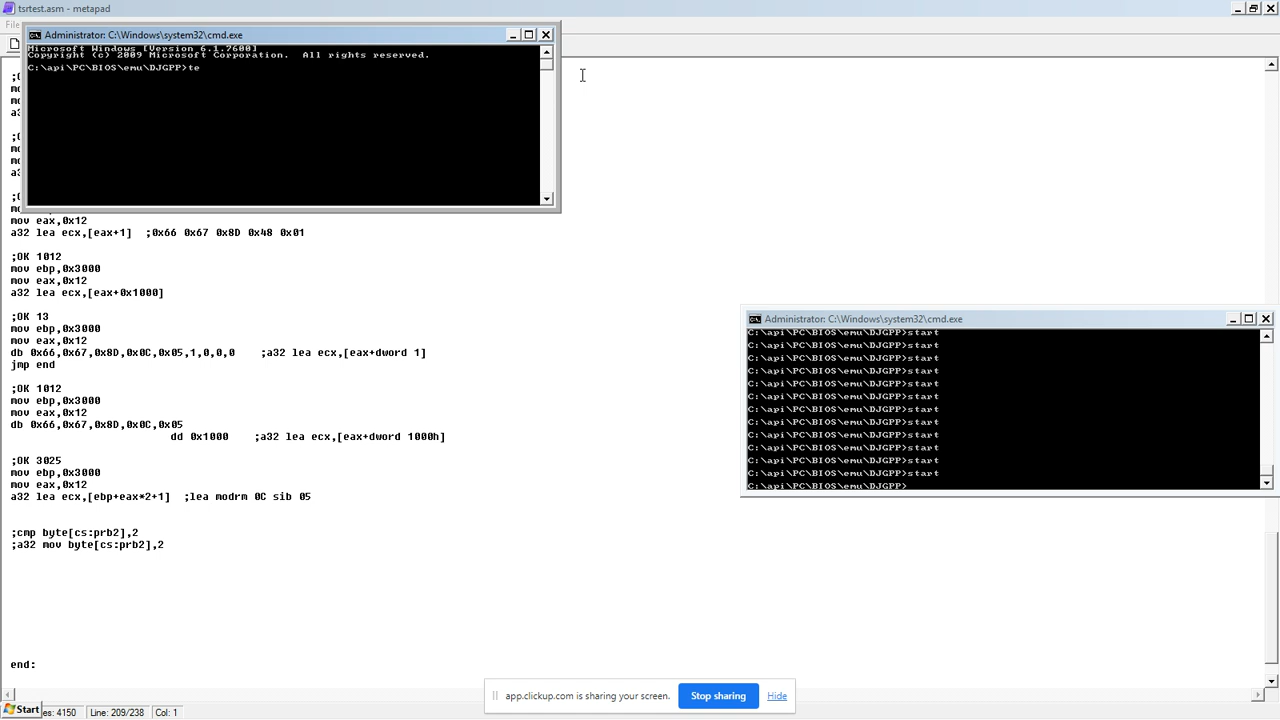 tsrtest.asm - metapad
File
Administrator: C:\Windows\system32\cmd.exe
Microsoft Windows [Version 6.1.7600]
Copyright (c) 2009 Microsoft Corporation.  All rights reserved.
C:\api\PC\BIOS\emu\DJGPP>te
mov eax,0x12
a32 lea ecx,[eax+1]  ;0x66 0x67 0x8D 0x48 0x01
;OK 1012
mov ebp,0x3000
mov eax,0x12
a32 lea ecx,[eax+0x1000]
;OK 13
mov ebp,0x3000
mov eax,0x12
db 0x66,0x67,0x8D,0x0C,0x05,1,0,0,0    ;a32 lea ecx,[eax+dword 1]
jmp end
;OK 1012
mov ebp,0x3000
mov eax,0x12
db 0x66,0x67,0x8D,0x0C,0x05
dd 0x1000    ;a32 lea ecx,[eax+dword 1000h]
;OK 3025
mov ebp,0x3000
mov eax,0x12
a32 lea ecx,[ebp+eax*2+1]  ;lea modrm 0C sib 05
;cmp byte[cs:prb2],2
;a32 mov byte[cs:prb2],2
end:
Administrator: C:\Windows\system32\cmd.exe
C:\api\PC\BIOS\emu\DJGPP>start
C:\api\PC\BIOS\emu\DJGPP>start
C:\api\PC\BIOS\emu\DJGPP>start
C:\api\PC\BIOS\emu\DJGPP>start
C:\api\PC\BIOS\emu\DJGPP>start
C:\api\PC\BIOS\emu\DJGPP>start
C:\api\PC\BIOS\emu\DJGPP>start
C:\api\PC\BIOS\emu\DJGPP>start
C:\api\PC\BIOS\emu\DJGPP>start
C:\api\PC\BIOS\emu\DJGPP>start
C:\api\PC\BIOS\emu\DJGPP>start
C:\api\PC\BIOS\emu\DJGPP>start
C:\api\PC\BIOS\emu\DJGPP>
app.clickup.com is sharing your screen.
Stop sharing
Hide
Start
es: 4150
Line: 209/238
Col: 1